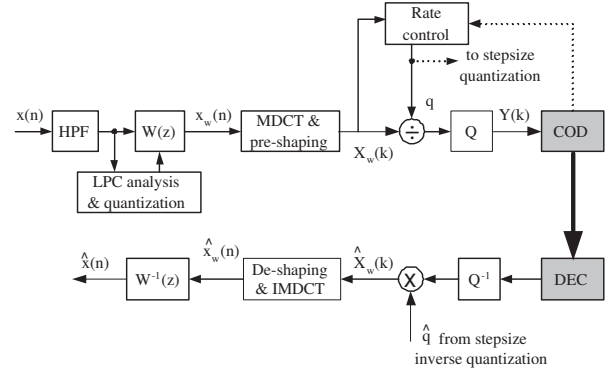 Rate
control
to stepsize
quantization
x(n)
HPF
W(z)
x_w(n)
MDCT &
pre-shaping
X_w(k)
q
÷
Q
Y(k)
COD
LPC analysis
& quantization
x̂(n)
W⁻¹(z)
x̂_w(n)
De-shaping
& IMDCT
X̂_w(k)
X
Q⁻¹
DEC
q̂ from stepsize
inverse quantization